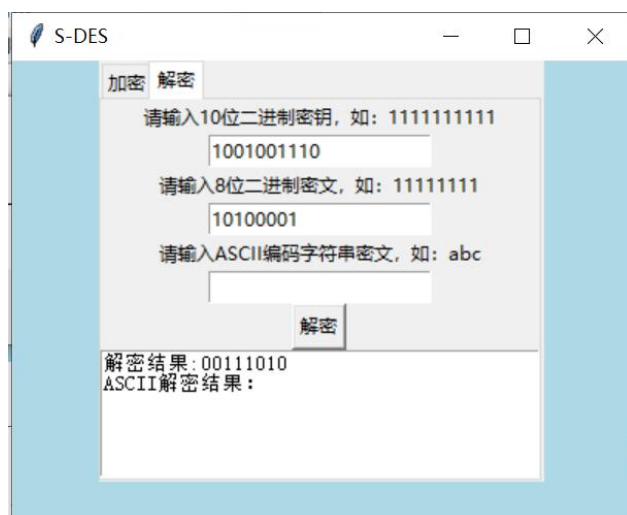 S-DES
加密 解密
请输入10位二进制密钥，如：1111111111
1001001110
请输入8位二进制密文，如：11111111
10100001
请输入ASCII编码字符串密文，如：abc
解密
解密结果:00111010
ASCII解密结果：